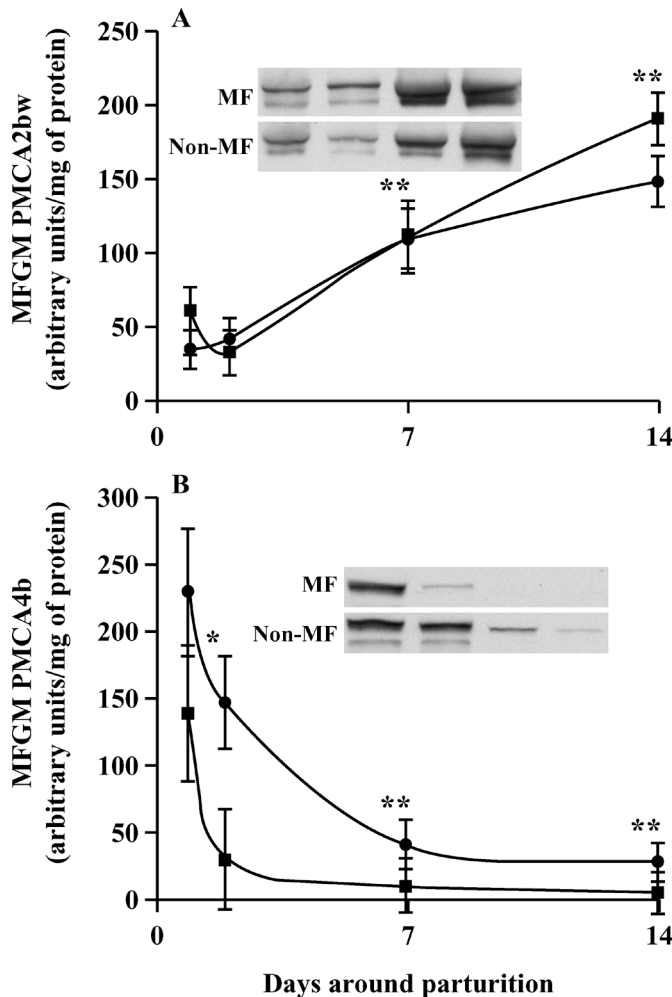 A
MFGM PMCA2bw
(arbitrary units/mg of protein)
250
200
150
100
50
0
MF
Non-MF
**
**
0 7 14
B
MFGM PMCA4b
(arbitrary units/mg of protein)
300
250
200
150
100
50
0
MF
Non-MF
*
**
**
0 7 14
Days around parturition